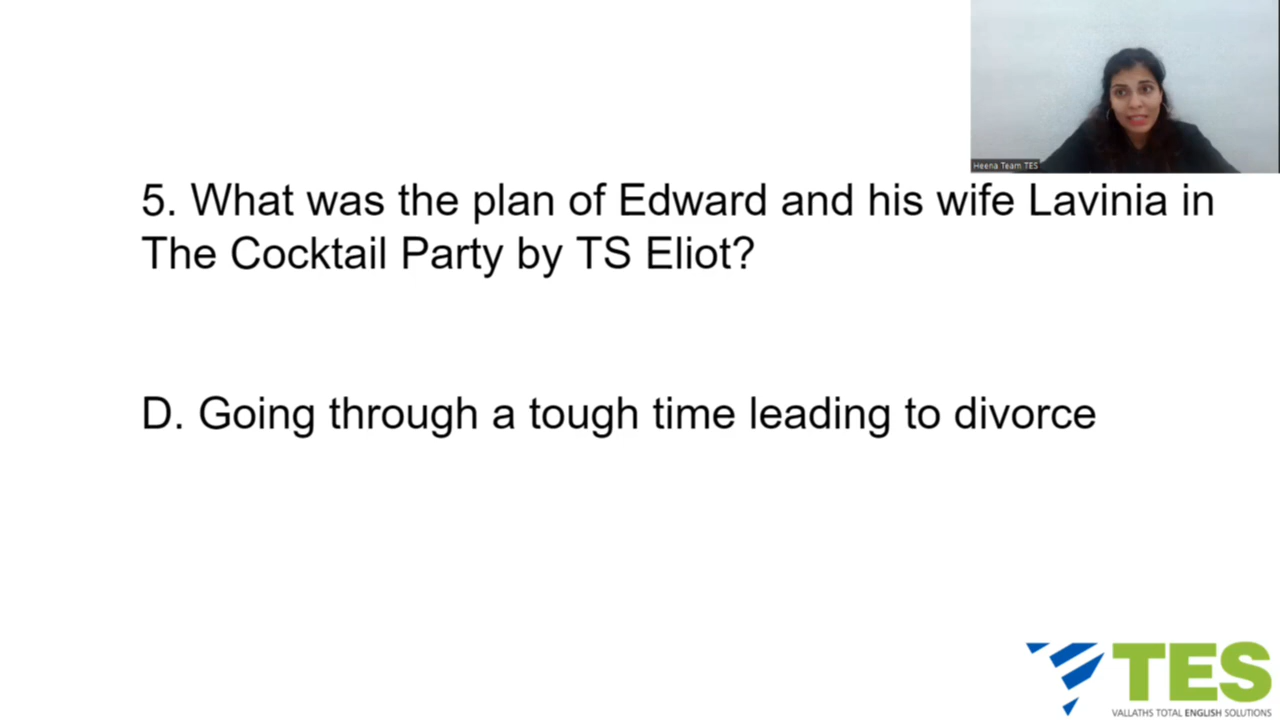 Heena Team TES
5. What was the plan of Edward and his wife Lavinia in
The Cocktail Party by TS Eliot?
D. Going through a tough time leading to divorce
TES
VALLATHS TOTAL ENGLISH SOLUTIONS